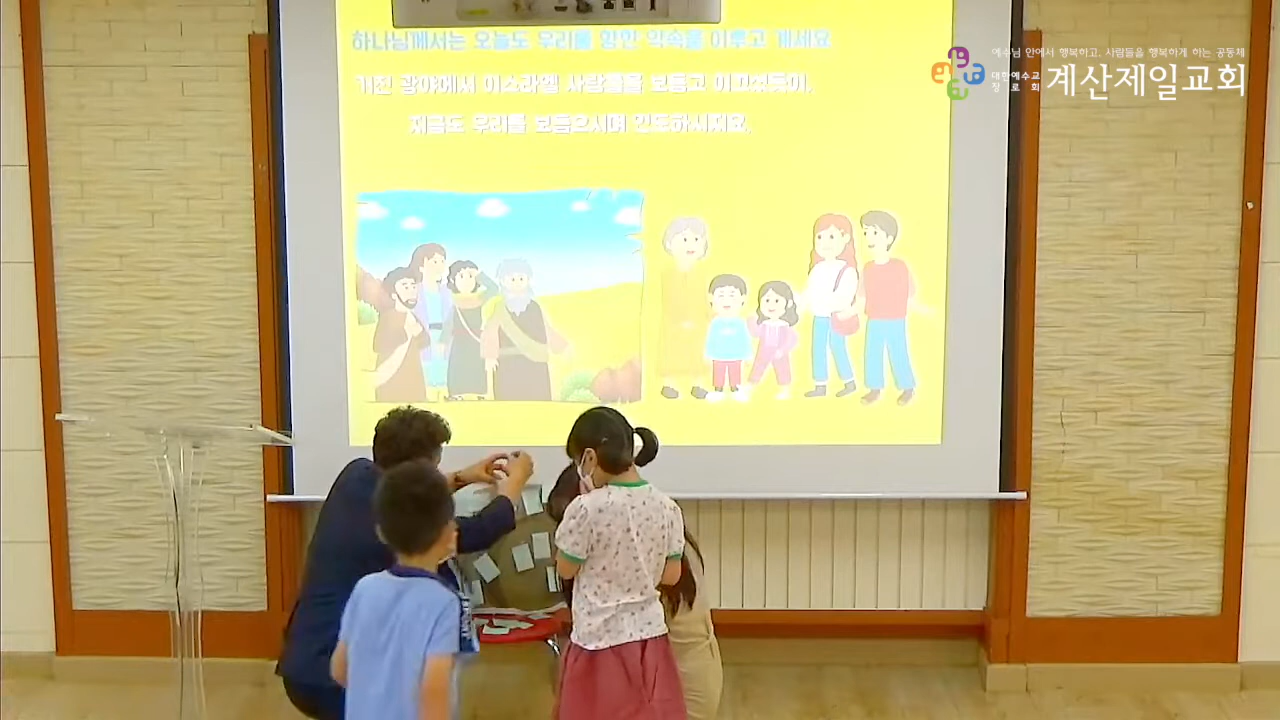 하나님께서는 오늘도 우리를 향한 약속을 이루고 계세요
거친 광야에서 이스라엘 사람들을 보듬고 이끄셨듯이,
지금도 우리를 보듬으시며 인도하시지요.
예수님 안에서 행복하고, 사람들을 행복하게 하는 공동체
대한예수교
장로회
계산제일교회